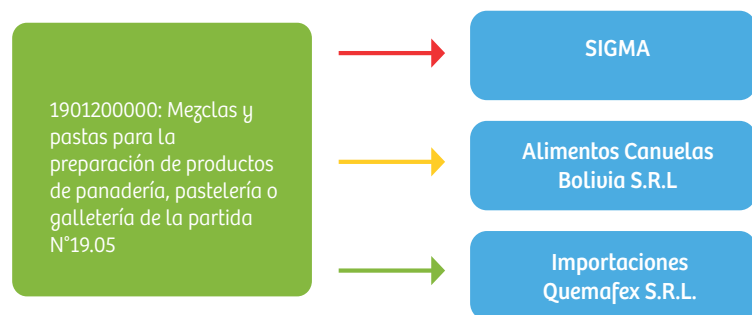 1901200000: Mezclas y
pastas para la
preparación de productos
de panadería, pastelería o
galletería de la partida
N°19.05
SIGMA
Alimentos Canuelas
Bolivia S.R.L
Importaciones
Quemafex S.R.L.